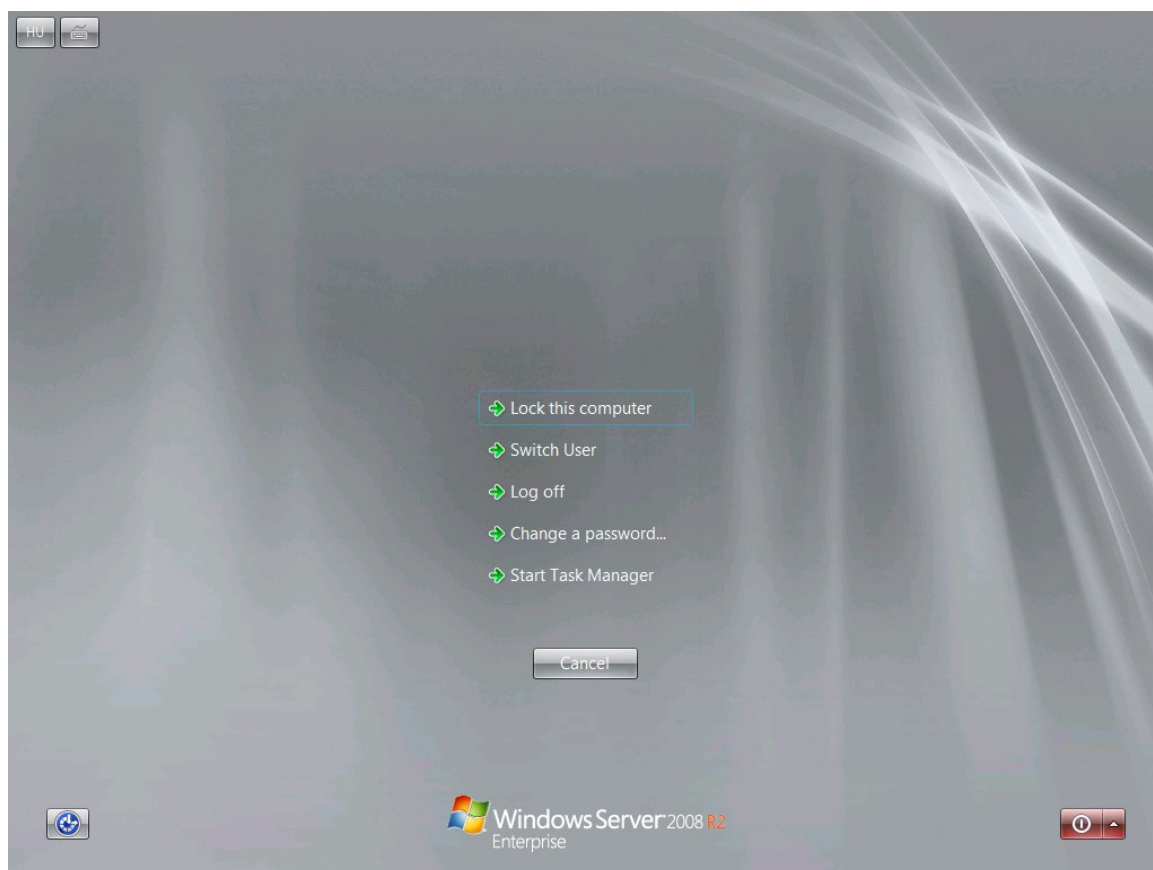 HU
Lock this computer
Switch User
Log off
Change a password...
Start Task Manager
Cancel
Windows Server 2008 R2
Enterprise